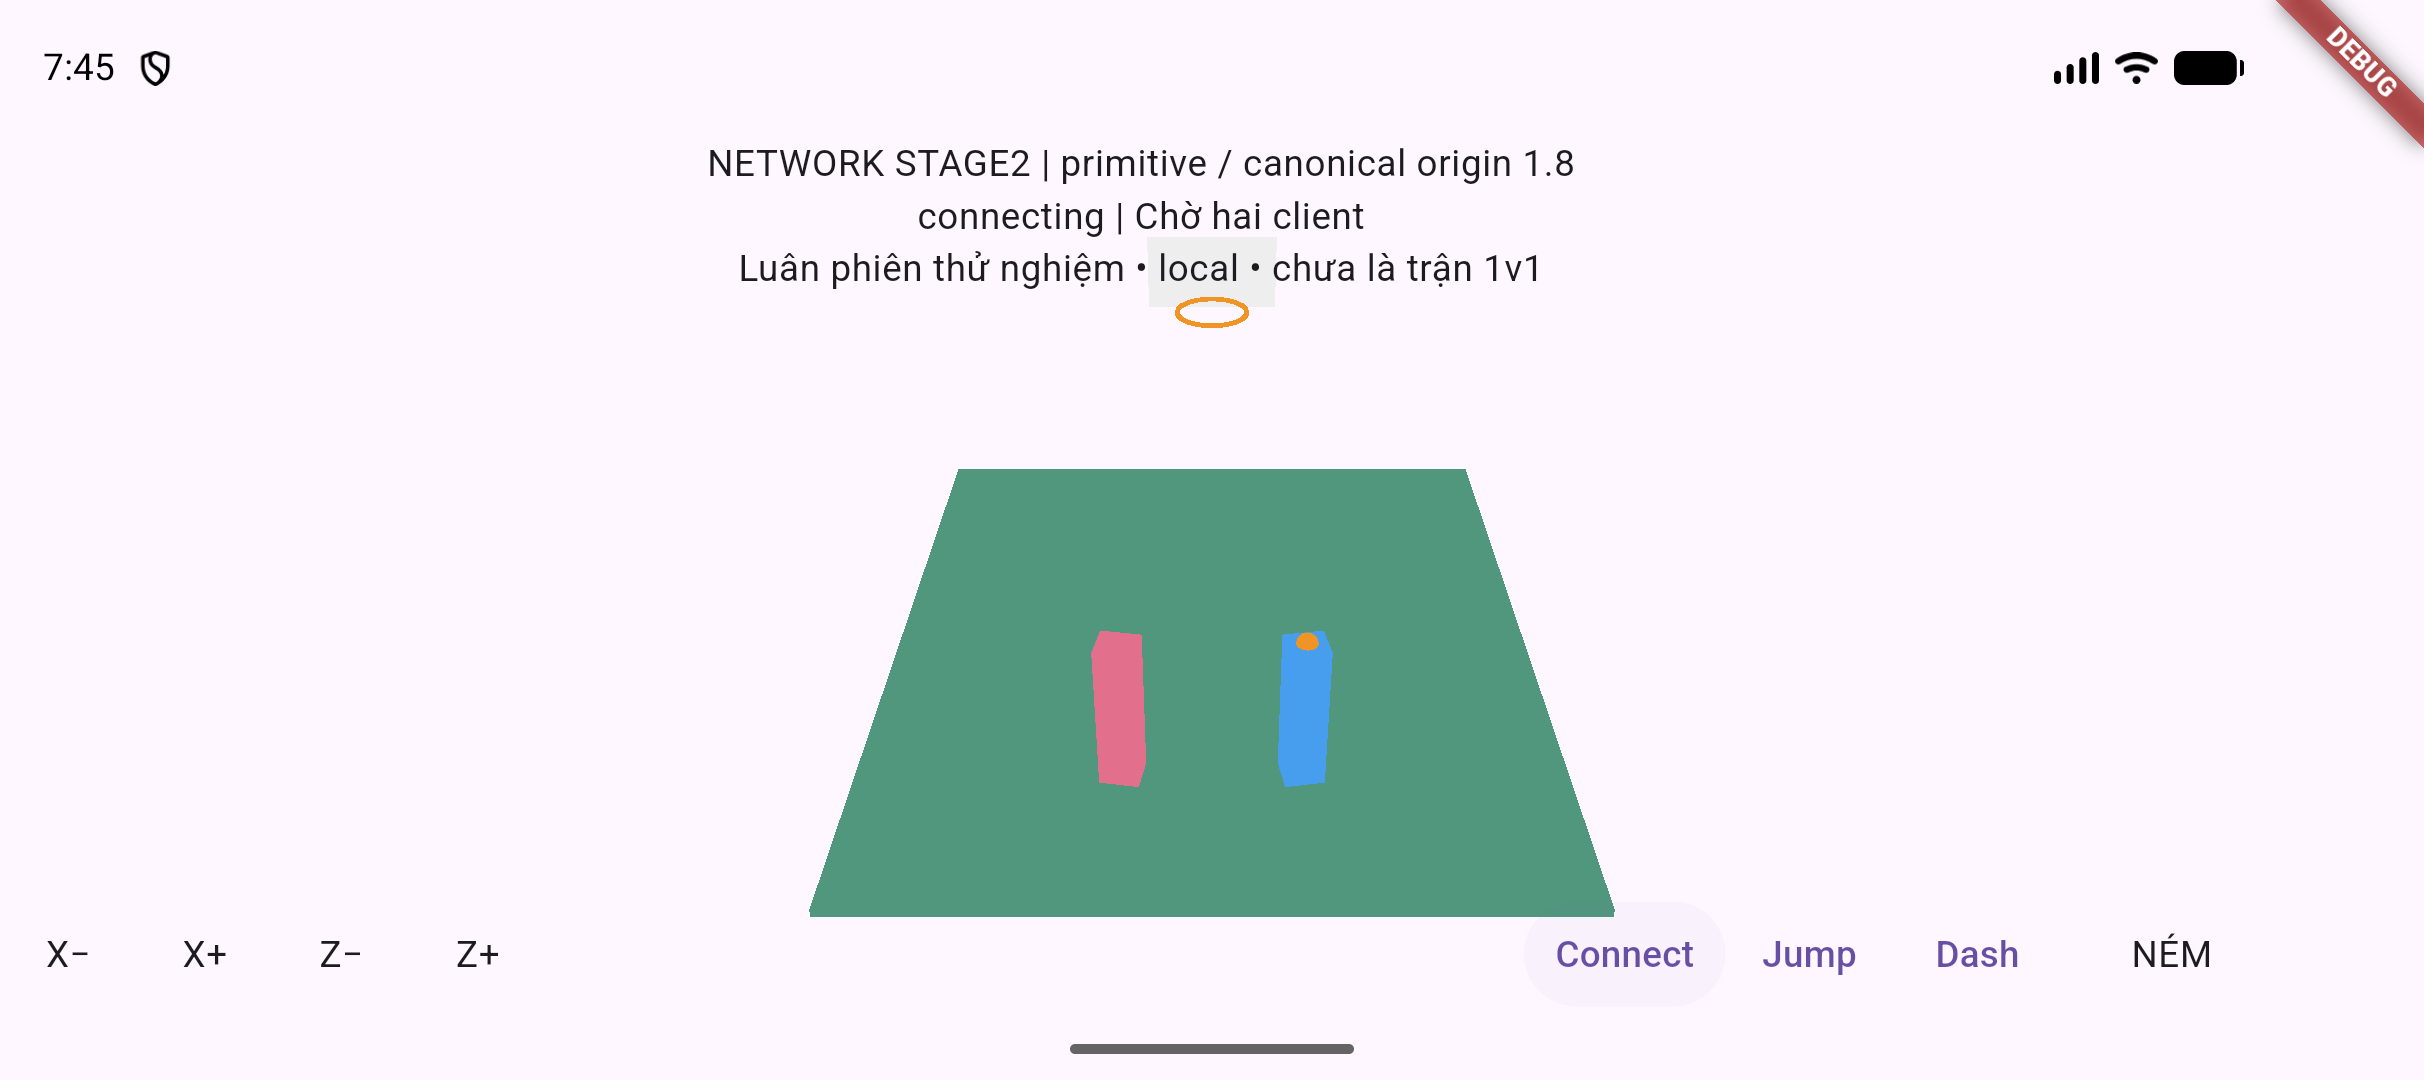 7:45
DEBUG
NETWORK STAGE2 | primitive / canonical origin 1.8
connecting | Chờ hai client
Luân phiên thử nghiệm • local • chưa là trận 1v1
X− X+ Z− Z+ Connect Jump Dash NÉM